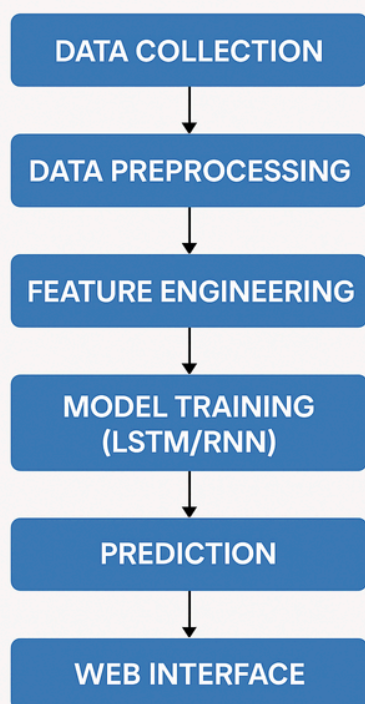 DATA COLLECTION
DATA PREPROCESSING
FEATURE ENGINEERING
MODEL TRAINING
(LSTM/RNN)
PREDICTION
WEB INTERFACE